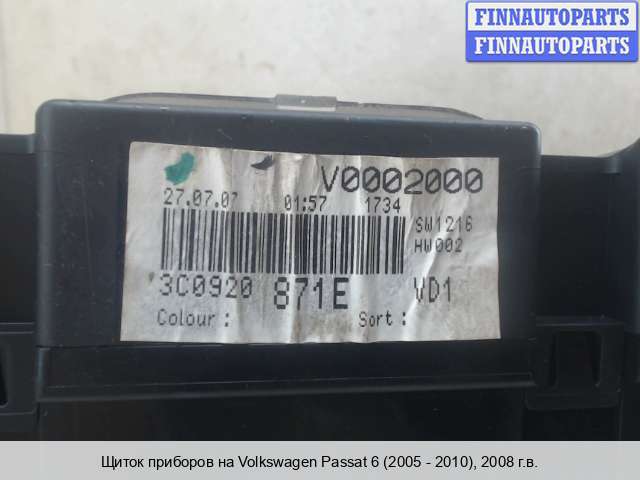 FINNAUTOPARTS
FINNAUTOPARTS
V0002000
27.07.07 01:57 1734
SW1216
HW002
3C0920 871E VD1
Colour : Sort :
Щиток приборов на Volkswagen Passat 6 (2005 - 2010), 2008 г.в.